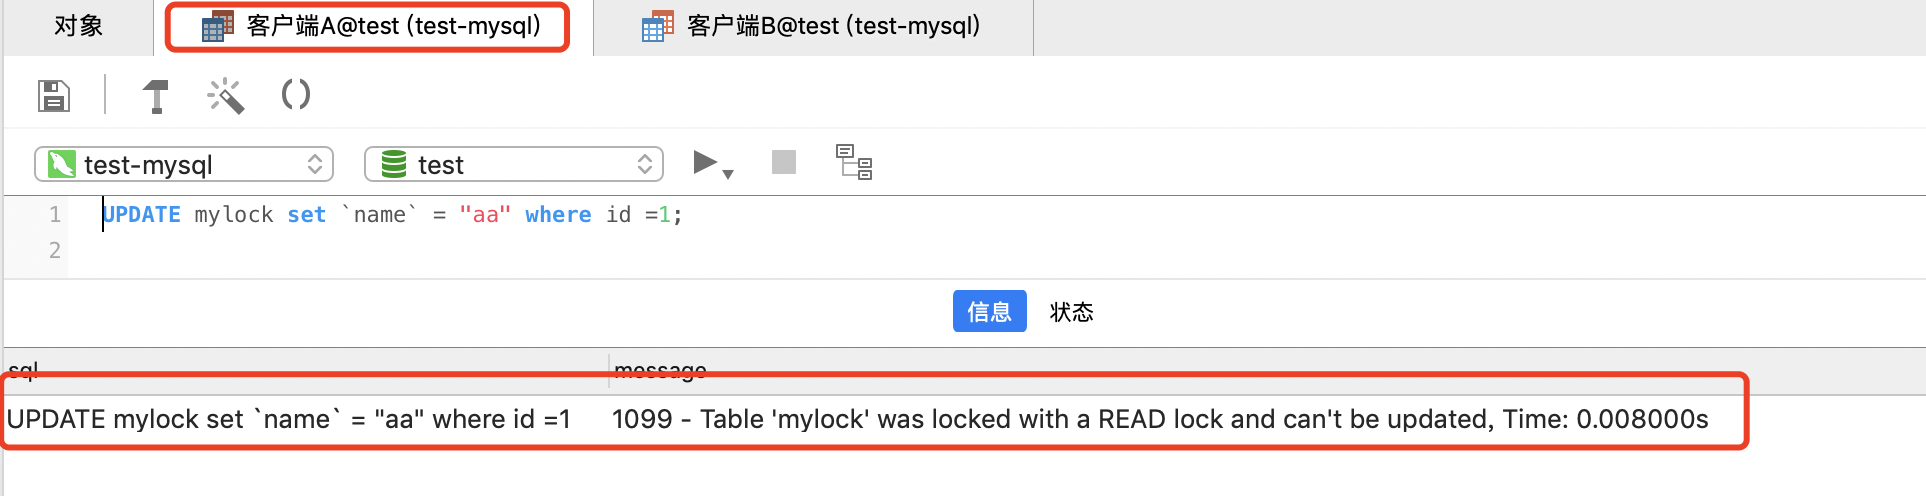 对象
客户端A@test (test-mysql)
客户端B@test (test-mysql)
test-mysql
test
1 UPDATE mylock set `name` = "aa" where id =1;
2
信息
状态
sql message
UPDATE mylock set `name` = "aa" where id =1 1099 - Table 'mylock' was locked with a READ lock and can't be updated, Time: 0.008000s